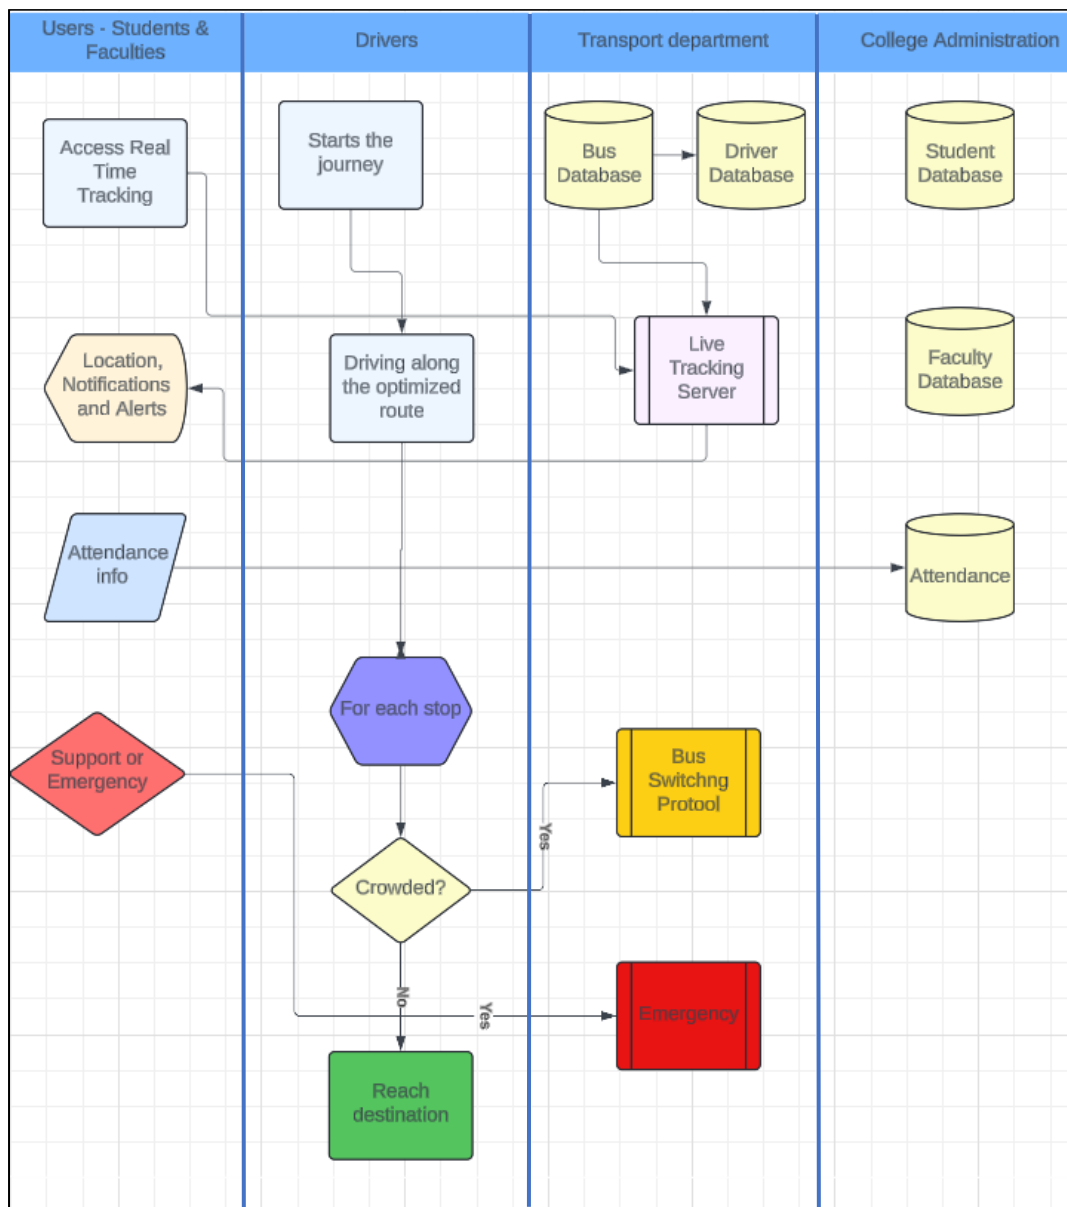 Users - Students &
Faculties
Drivers
Transport department
College Administration
Access Real
Time
Tracking
Starts the
journey
Bus
Database
Driver
Database
Student
Database
Location,
Notifications
and Alerts
Driving along
the optimized
route
Live
Tracking
Server
Faculty
Database
Attendance
info
Attendance
For each stop
Support or
Emergency
Bus
Switchng
Protool
Yes
Crowded?
No
Yes
Emergency
Reach
destination